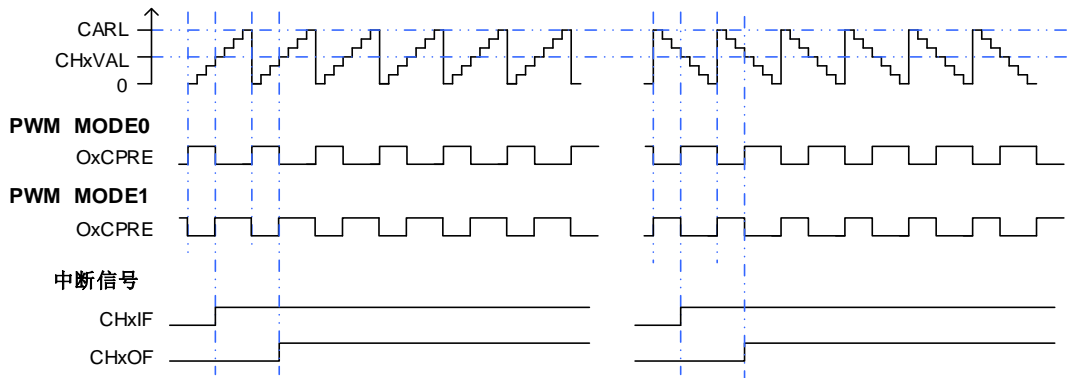 CARL
CHxVAL
0
PWM MODE0
OxCPRE
PWM MODE1
OxCPRE
中断信号
CHxIF
CHxOF